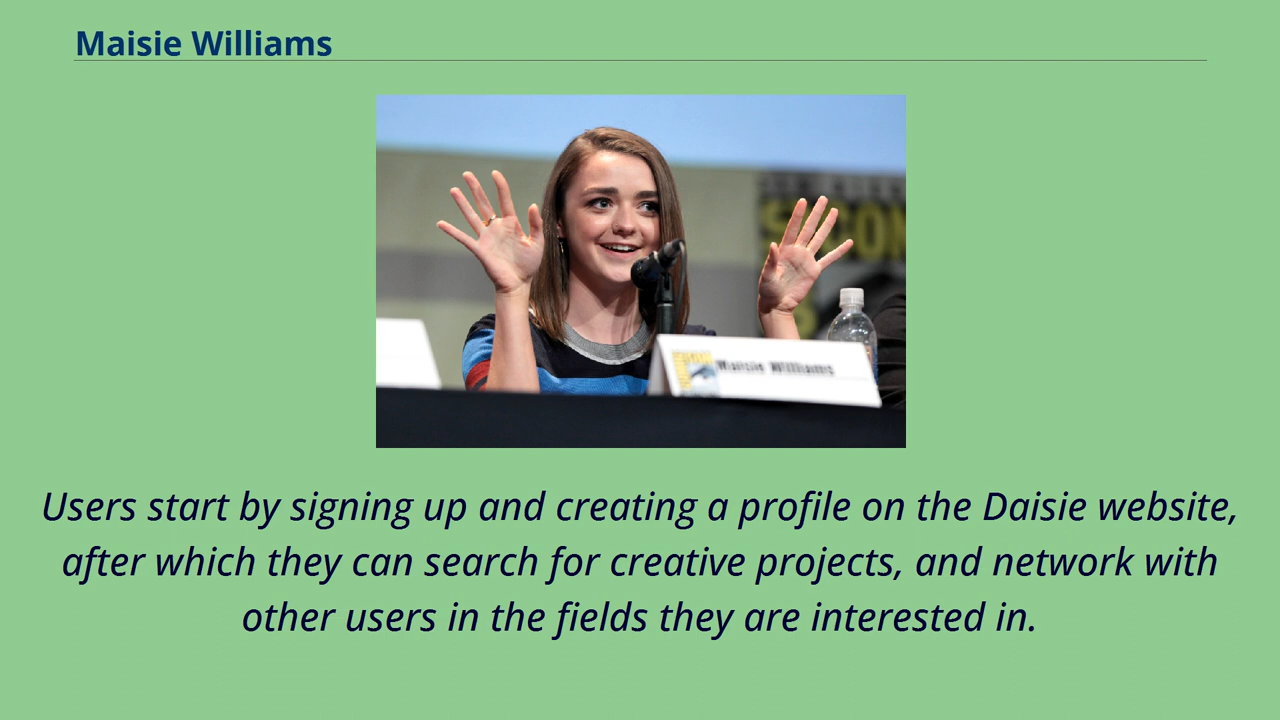 Maisie Williams
CON
Maisie Williams
Users start by signing up and creating a profile on the Daisie website,
after which they can search for creative projects, and network with
other users in the fields they are interested in.